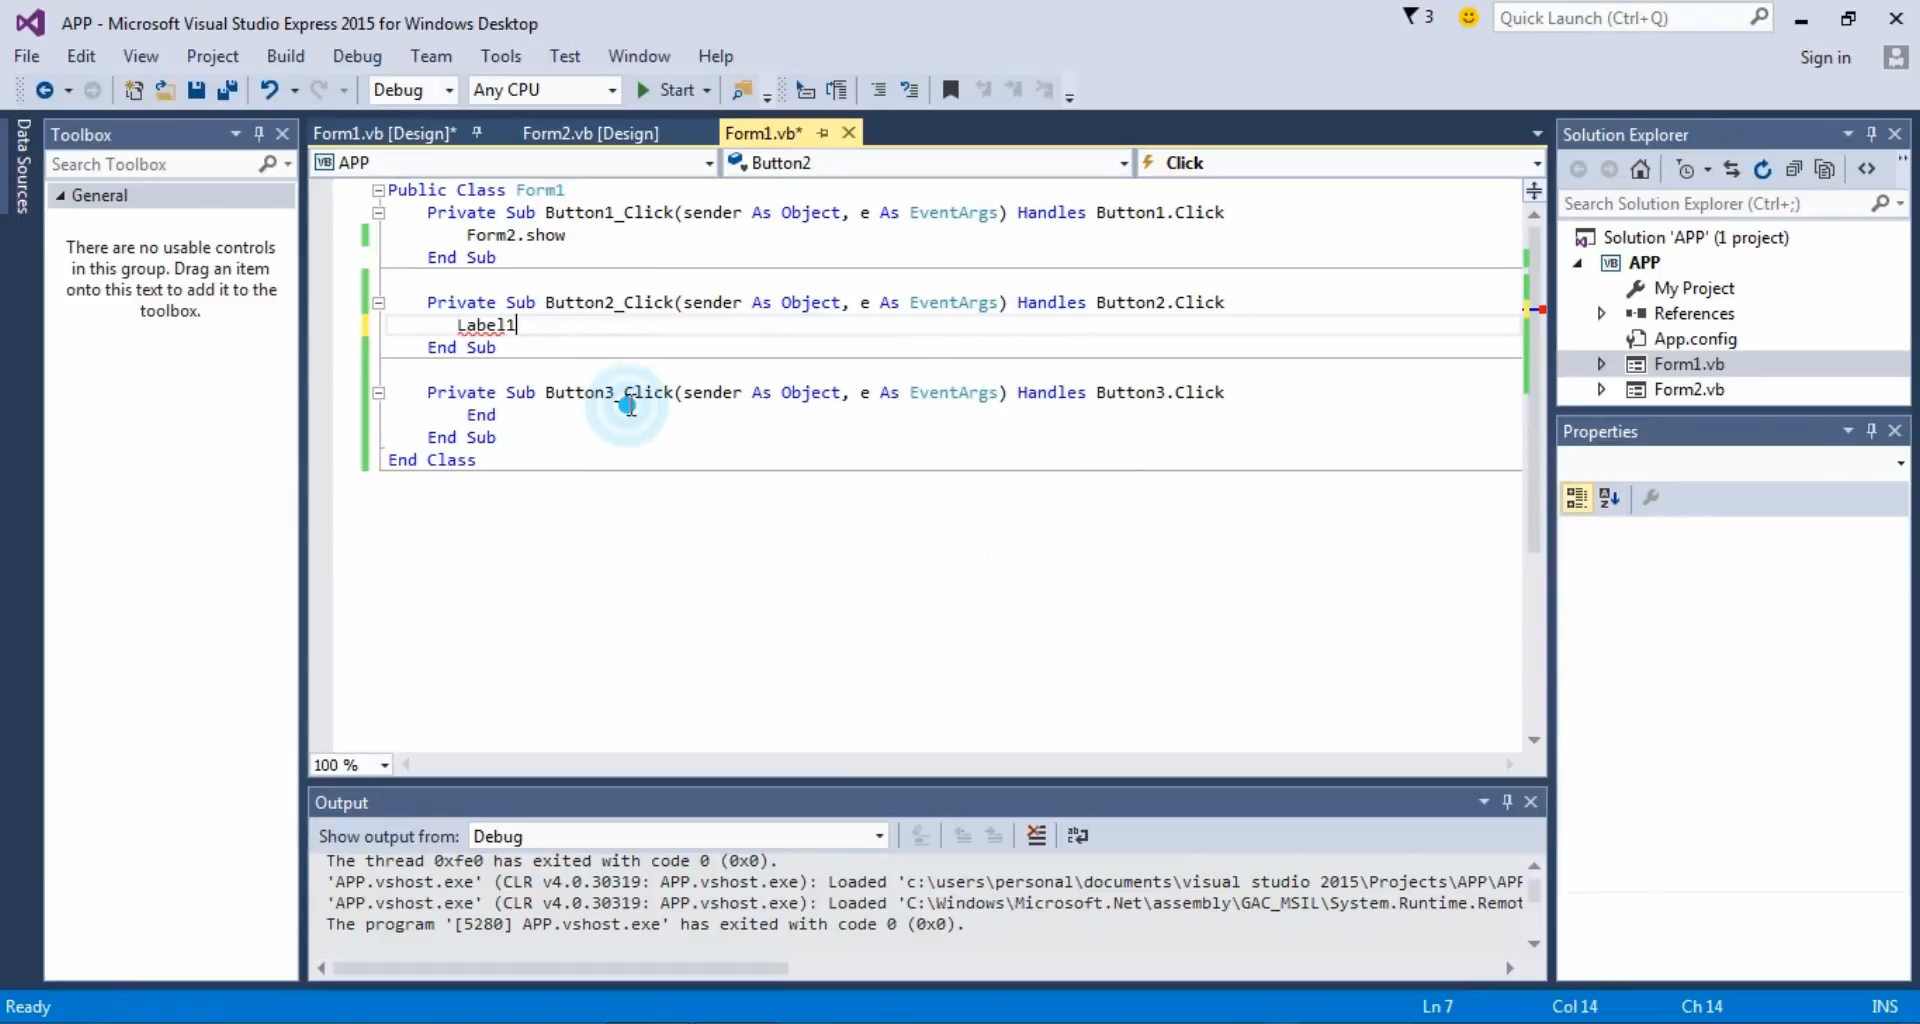 APP - Microsoft Visual Studio Express 2015 for Windows Desktop
3
Quick Launch (Ctrl+Q)
File Edit View Project Build Debug Team Tools Test Window Help
Sign in
Debug Any CPU Start
Data Sources
Toolbox
Search Toolbox
General
There are no usable controls
in this group. Drag an item
onto this text to add it to the
toolbox.
Form1.vb [Design]* Form2.vb [Design] Form1.vb*
VB APP Button2 Click
Public Class Form1
Private Sub Button1_Click(sender As Object, e As EventArgs) Handles Button1.Click
Form2.show
End Sub
Private Sub Button2_Click(sender As Object, e As EventArgs) Handles Button2.Click
Label1
End Sub
Private Sub Button3_Click(sender As Object, e As EventArgs) Handles Button3.Click
End
End Sub
End Class
100 %
Output
Show output from: Debug
The thread 0xfe0 has exited with code 0 (0x0).
'APP.vshost.exe' (CLR v4.0.30319: APP.vshost.exe): Loaded 'c:\users\personal\documents\visual studio 2015\Projects\APP\APP
'APP.vshost.exe' (CLR v4.0.30319: APP.vshost.exe): Loaded 'C:\Windows\Microsoft.Net\assembly\GAC_MSIL\System.Runtime.Remot
The program '[5280] APP.vshost.exe' has exited with code 0 (0x0).
Solution Explorer
Search Solution Explorer (Ctrl+;)
Solution 'APP' (1 project)
VB APP
My Project
References
App.config
Form1.vb
Form2.vb
Properties
Ready Ln 7 Col 14 Ch 14 INS